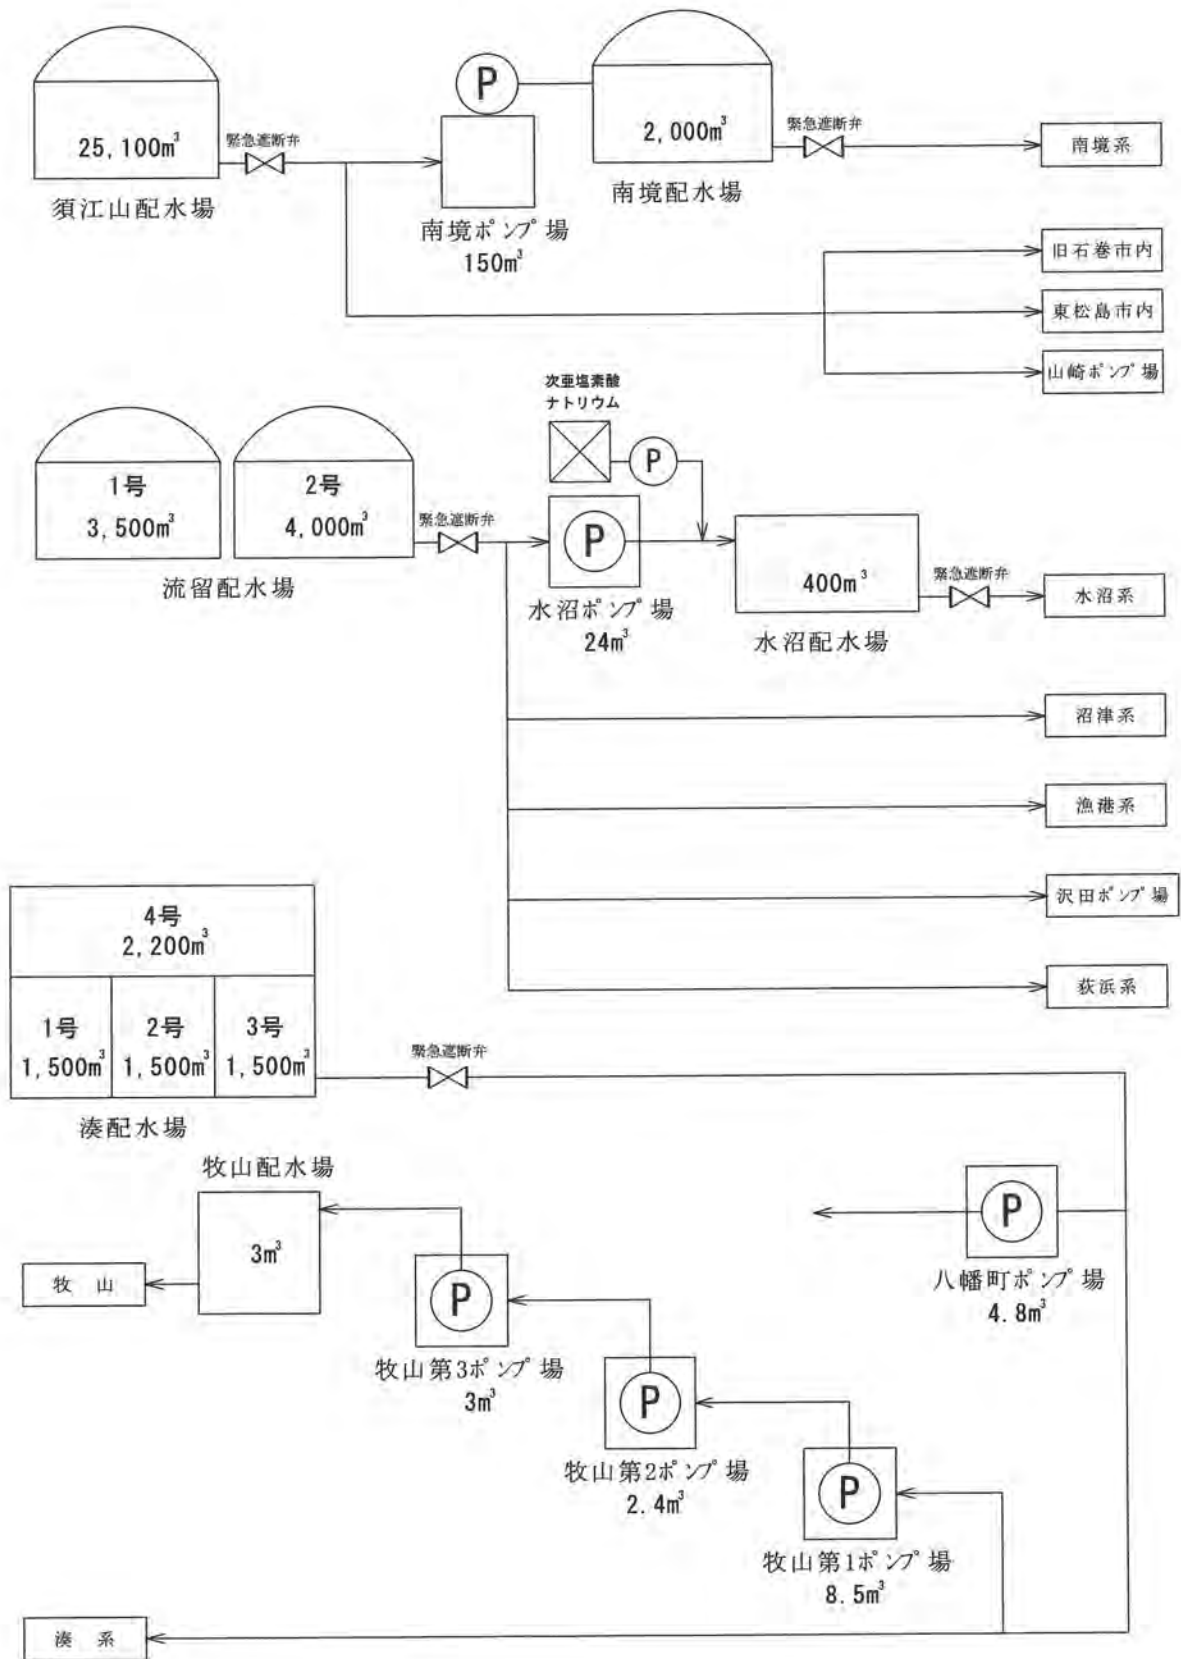 25,100m³
緊急遮断弁
須江山配水場
P
南境ポンプ場
150m³
2,000m³
南境配水場
緊急遮断弁
南境系
旧石巻市内
東松島市内
山崎ポンプ場
1号
3,500m³
2号
4,000m³
流留配水場
緊急遮断弁
次亜塩素酸
ナトリウム
P
P
水沼ポンプ場
24m³
400m³
水沼配水場
緊急遮断弁
水沼系
沼津系
漁港系
沢田ポンプ場
荻浜系
4号
2,200m³
1号
1,500m³
2号
1,500m³
3号
1,500m³
湊配水場
緊急遮断弁
牧山配水場
3m³
牧 山
P
八幡町ポンプ場
4.8m³
P
牧山第3ポンプ場
3m³
P
牧山第2ポンプ場
2.4m³
P
牧山第1ポンプ場
8.5m³
湊 系